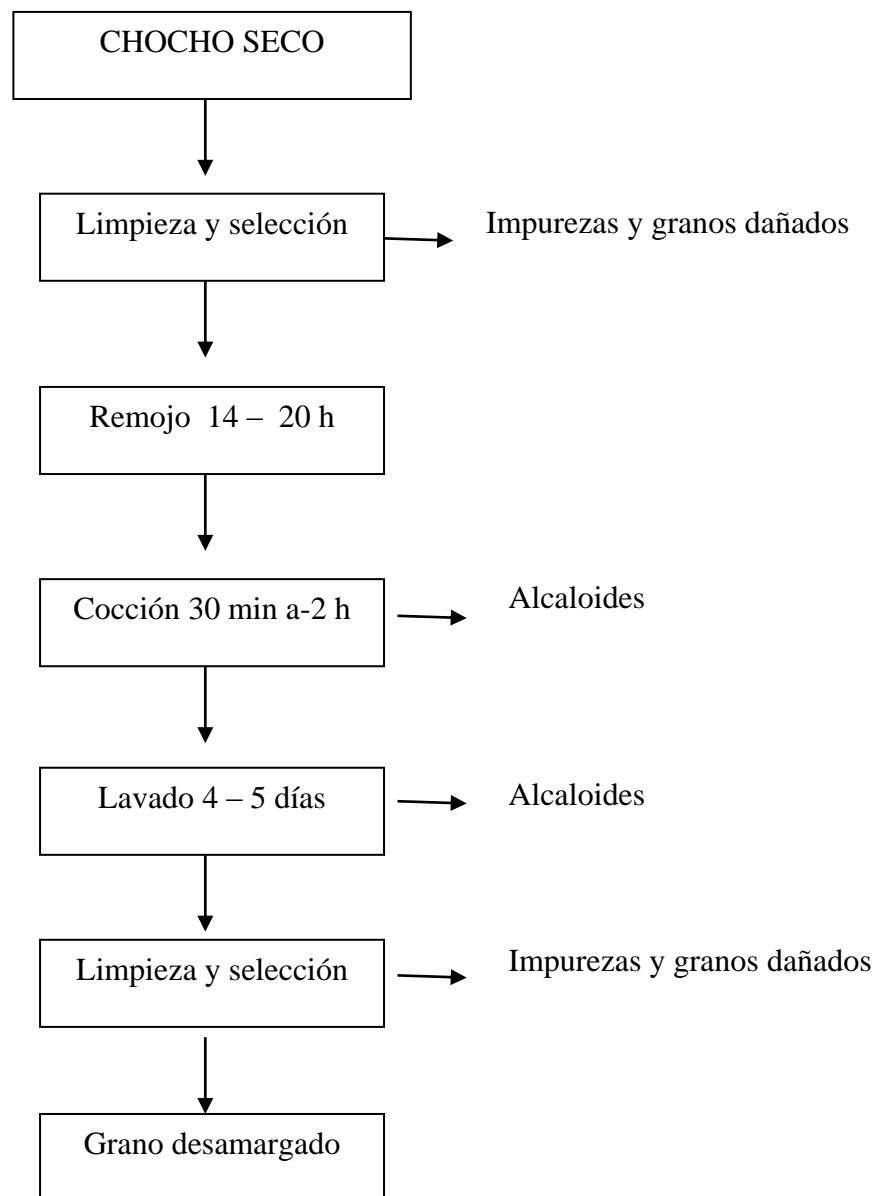 CHOCHO SECO
Limpieza y selección
Impurezas y granos dañados
Remojo 14 – 20 h
Cocción 30 min a-2 h
Alcaloides
Lavado 4 – 5 días
Alcaloides
Limpieza y selección
Impurezas y granos dañados
Grano desamargado